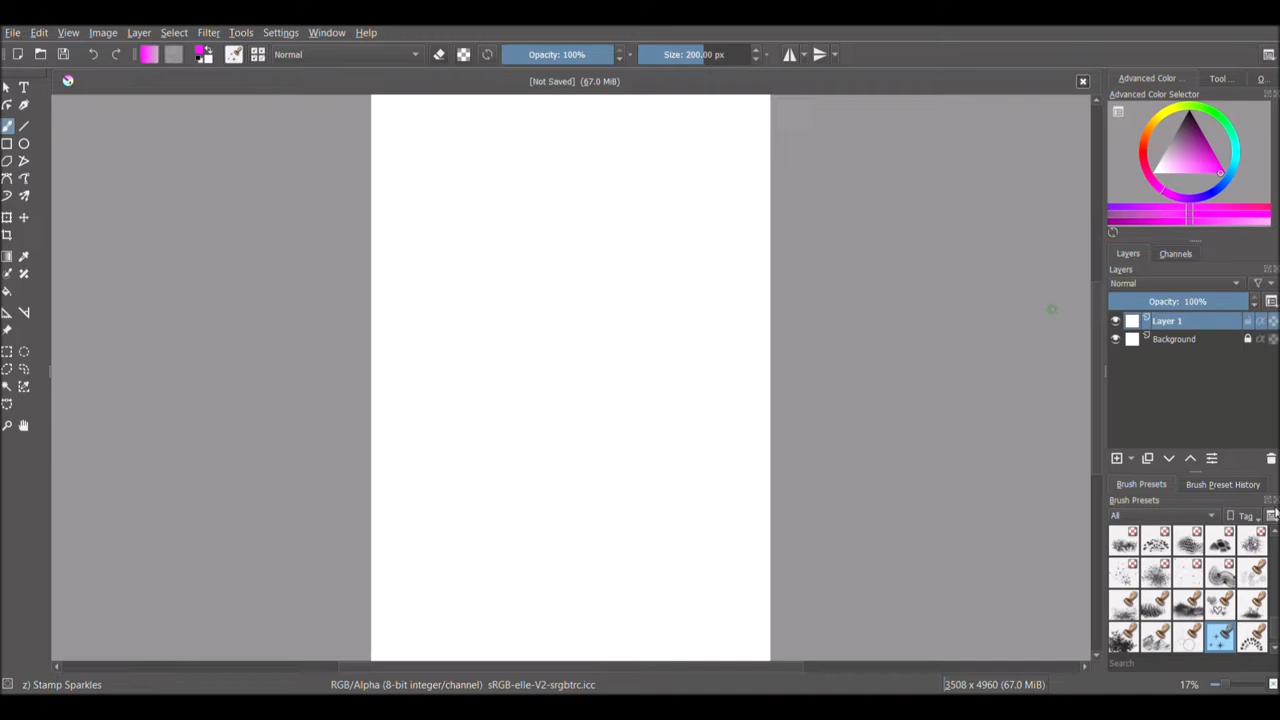 File Edit View Image Layer Select Filter Tools Settings Window Help
Normal Opacity: 100% Size: 200.00 px
[Not Saved] (67.0 MiB)
Advanced Color ... Tool ... O...
Advanced Color Selector
Layers Channels
Layers
Normal
Opacity: 100%
Layer 1
Background
Brush Presets Brush Preset History
Brush Presets
All Tag
Search
z) Stamp Sparkles RGB/Alpha (8-bit integer/channel) sRGB-elle-V2-srgbtrc.icc 3508 x 4960 (67.0 MiB) 17%